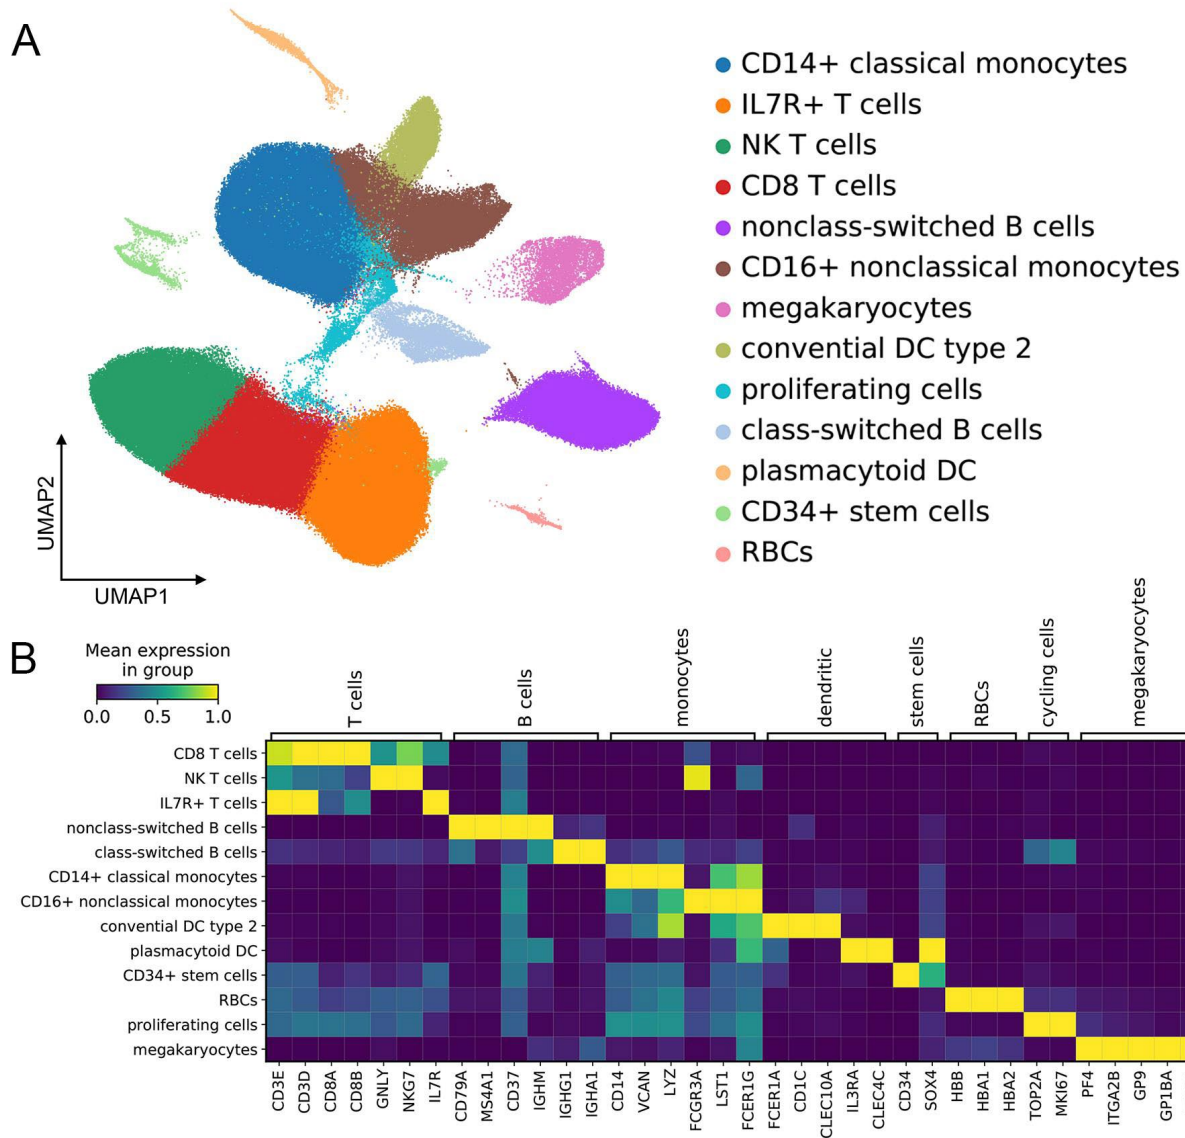 A
CD14+ classical monocytes
IL7R+ T cells
NK T cells
CD8 T cells
nonclass-switched B cells
CD16+ nonclassical monocytes
megakaryocytes
convential DC type 2
proliferating cells
class-switched B cells
plasmacytoid DC
CD34+ stem cells
RBCs
UMAP2
UMAP1
B
Mean expression
in group
0.0 0.5 1.0
T cells
B cells
monocytes
dendritic
stem cells
RBCs
cycling cells
megakaryocytes
CD8 T cells
NK T cells
IL7R+ T cells
nonclass-switched B cells
class-switched B cells
CD14+ classical monocytes
CD16+ nonclassical monocytes
convential DC type 2
plasmacytoid DC
CD34+ stem cells
RBCs
proliferating cells
megakaryocytes
CD3E
CD3D
CD8A
CD8B
GNLY
NKG7
IL7R
CD79A
MS4A1
CD37
IGHM
IGHG1
IGHA1
CD14
VCAN
LYZ
FCGR3A
LST1
FCER1G
FCER1A
CD1C
CLEC10A
IL3RA
CLEC4C
CD34
SOX4
HBB
HBA1
HBA2
TOP2A
MKI67
PF4
ITGA2B
GP9
GP1BA